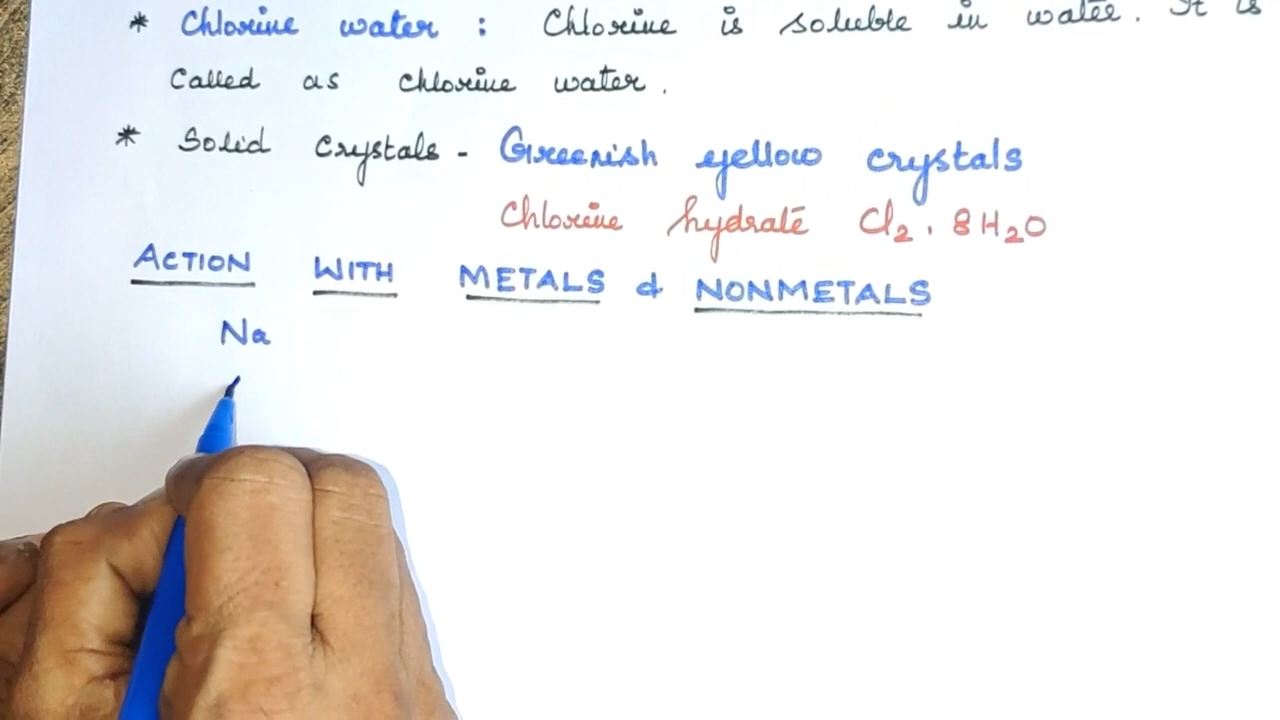 * Chlorine water : Chlorine is soluble in water. It is
called as chlorine water.
* Solid crystals - Greenish yellow crystals
Chlorine hydrate Cl₂. 8H₂O
ACTION WITH METALS & NONMETALS
Na